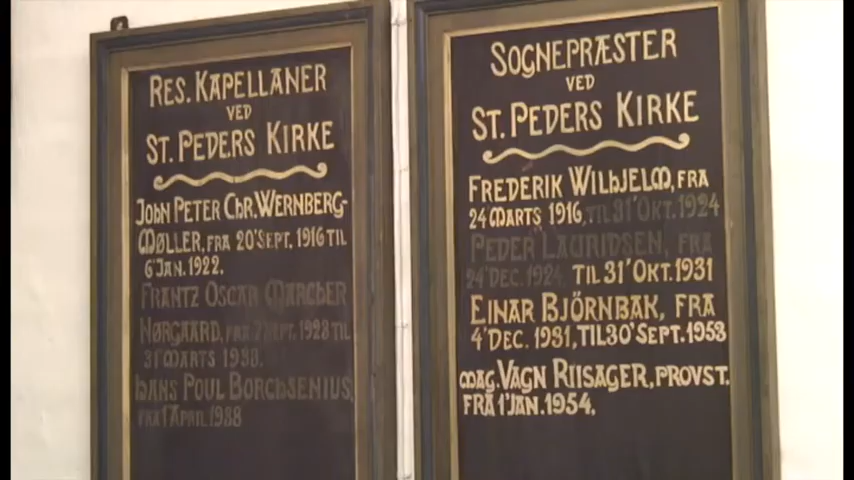 RES. KAPELLANER
VED
ST. PEDERS KIRKE
JOHN PETER CHR. WERNBERG-
MØLLER, FRA 20'SEPT. 1916 TIL
6'JAN. 1922.
FRANTZ OSCAR MARCHER
NØRGAARD, FRA SEPT. 1928 TIL
31'MARTS 1938.
HANS POUL BORCHSENIUS,
FRA 1'APRIL 1938
SOGNEPRÆSTER
VED
ST. PEDERS KIRKE
FREDERIK WILHJELM, FRA
24'MARTS 1916, TIL 31'OKT. 1924
PEDER LAURIDSEN, FRA
24'DEC. 1924, TIL 31'OKT. 1931
EINAR BJÖRNBAK, FRA
4'DEC. 1931, TIL 30'SEPT. 1953
MAG. VAGN RIISAGER, PROVST,
FRA 1'JAN. 1954,